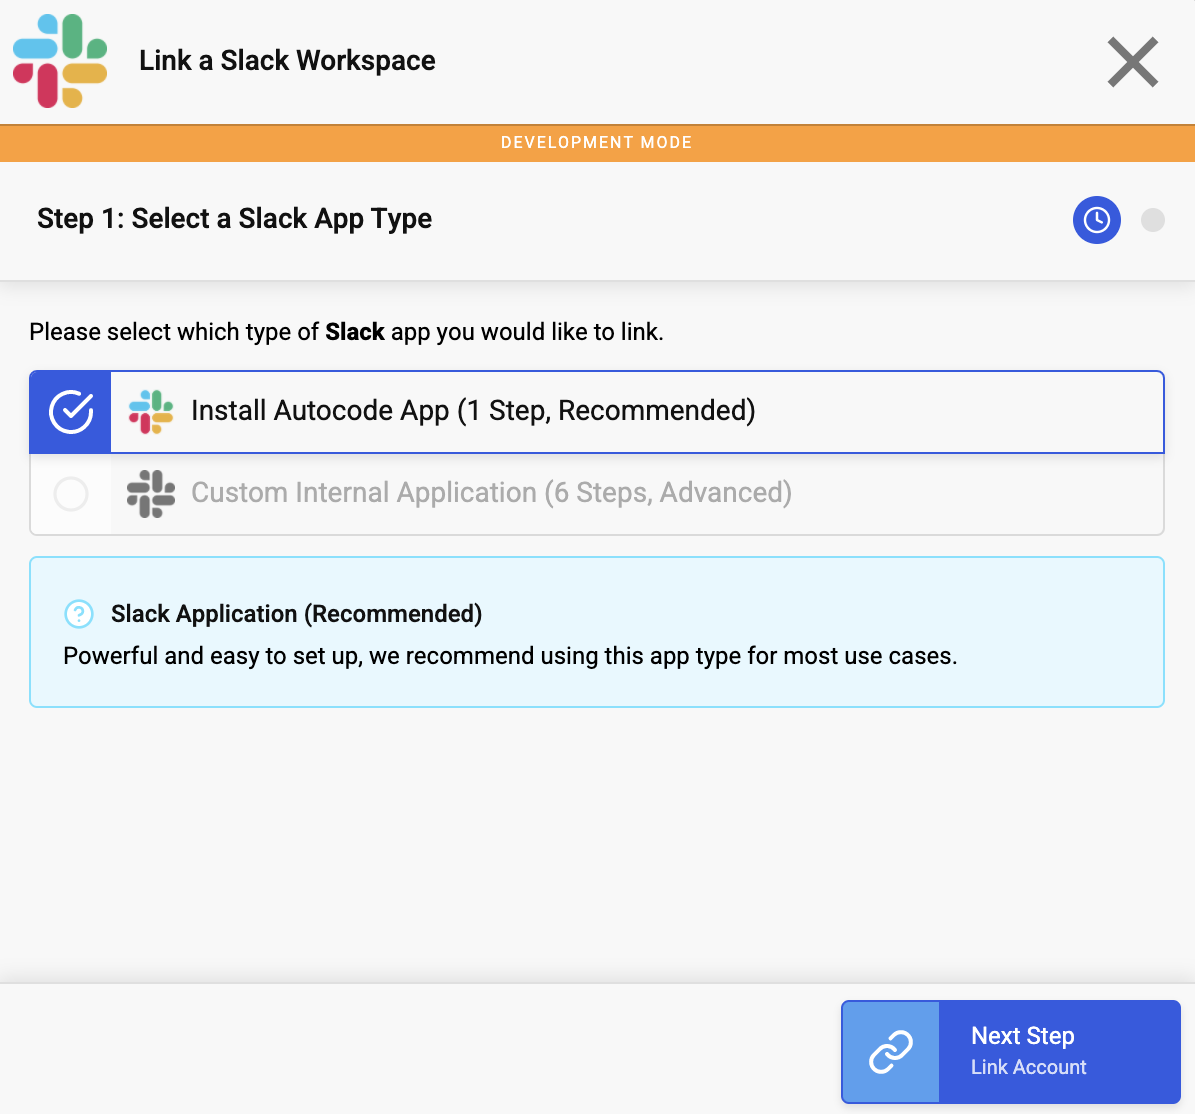 Link a Slack Workspace
DEVELOPMENT MODE
Step 1: Select a Slack App Type
Please select which type of Slack app you would like to link.
Install Autocode App (1 Step, Recommended)
Custom Internal Application (6 Steps, Advanced)
Slack Application (Recommended)
Powerful and easy to set up, we recommend using this app type for most use cases.
Next Step
Link Account